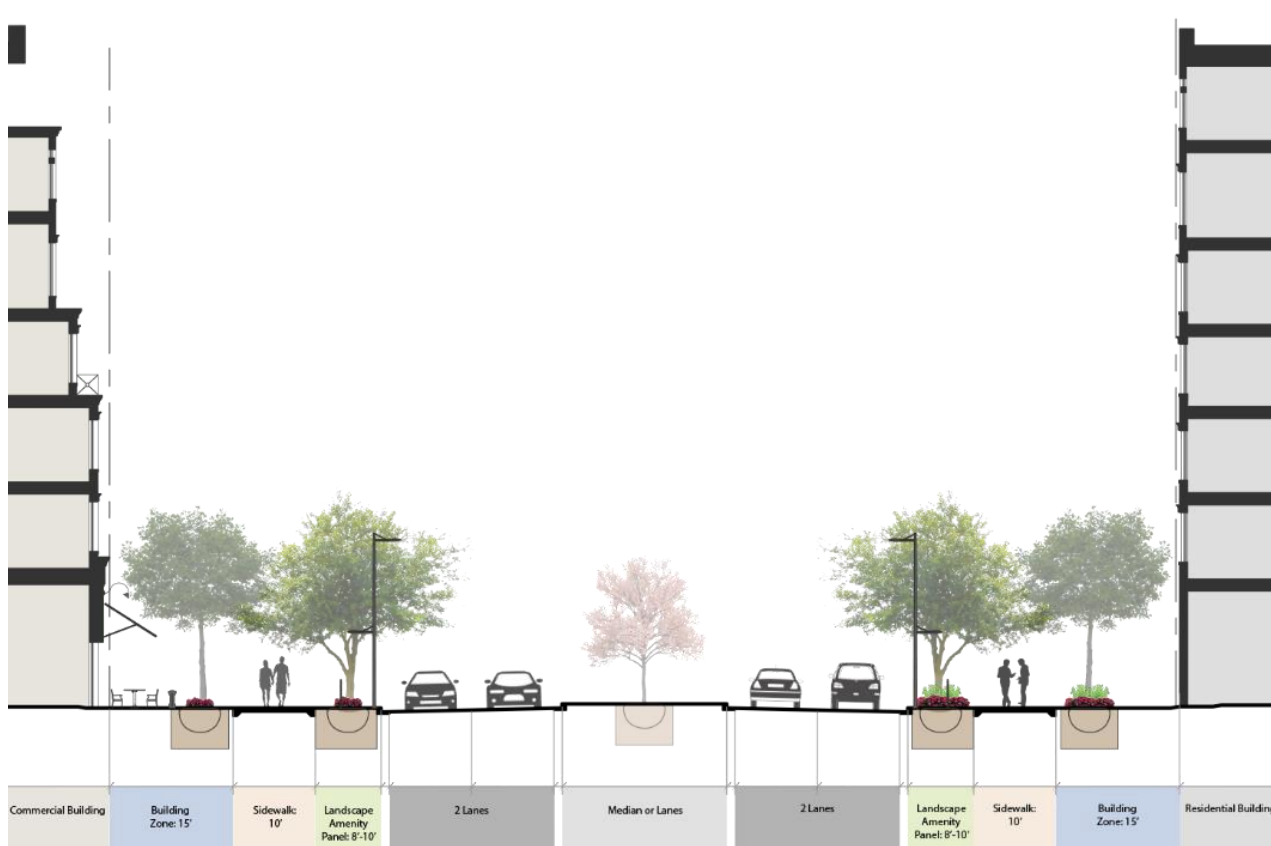 Commercial Building
Building
Zone: 15'
Sidewalk:
10'
Landscape
Amenity
Panel: 8'-10'
2 Lanes
Median or Lanes
2 Lanes
Landscape
Amenity
Panel: 8'-10'
Sidewalk:
10'
Building
Zone: 15'
Residential Building